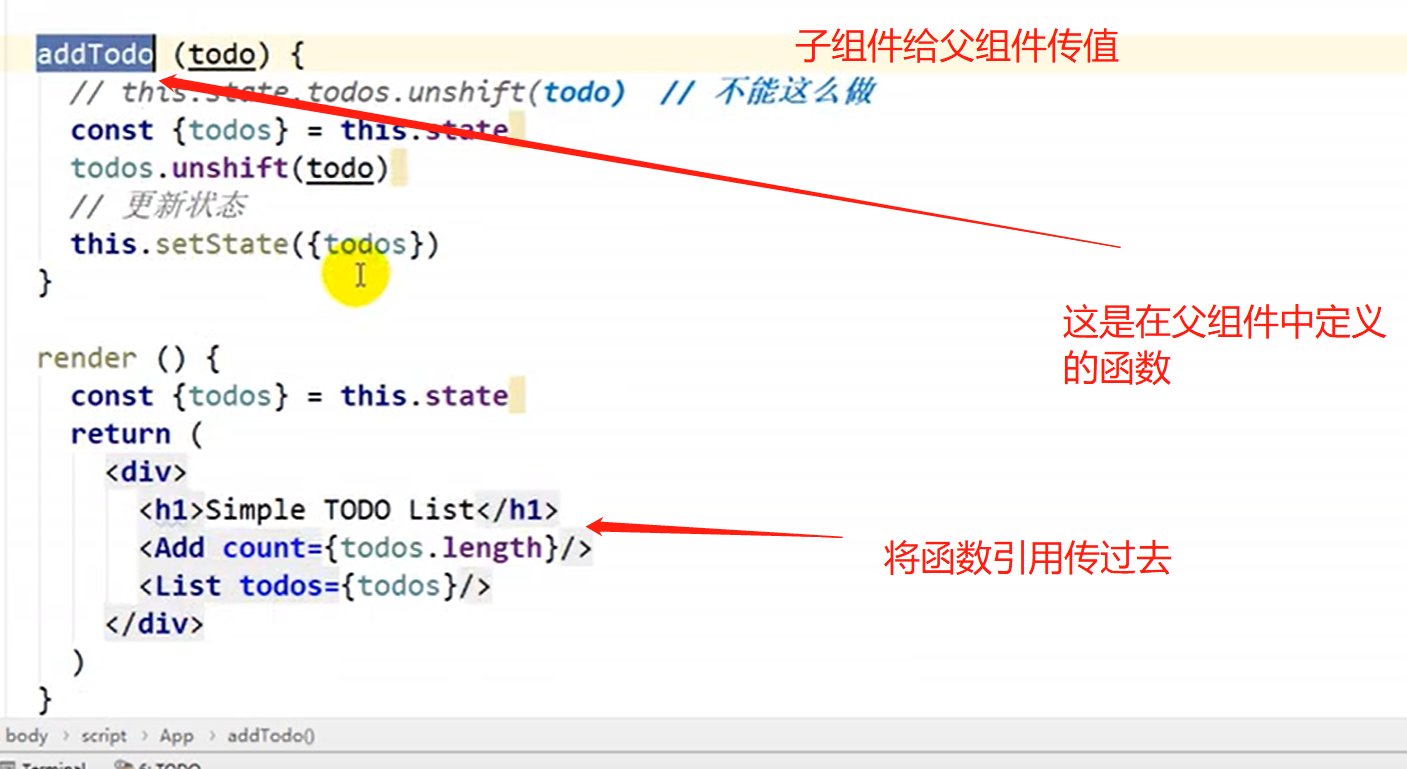 子组件给父组件传值
addTodo (todo) {
// this.state.todos.unshift(todo)  // 不能这么做
const {todos} = this.state
todos.unshift(todo)
// 更新状态
this.setState({todos})
}
这是在父组件中定义
的函数
render () {
const {todos} = this.state
return (
<div>
<h1>Simple TODO List</h1>
<Add count={todos.length}/>
<List todos={todos}/>
</div>
)
}
将函数引用传过去
body › script › App › addTodo()
Terminal 6: TODO